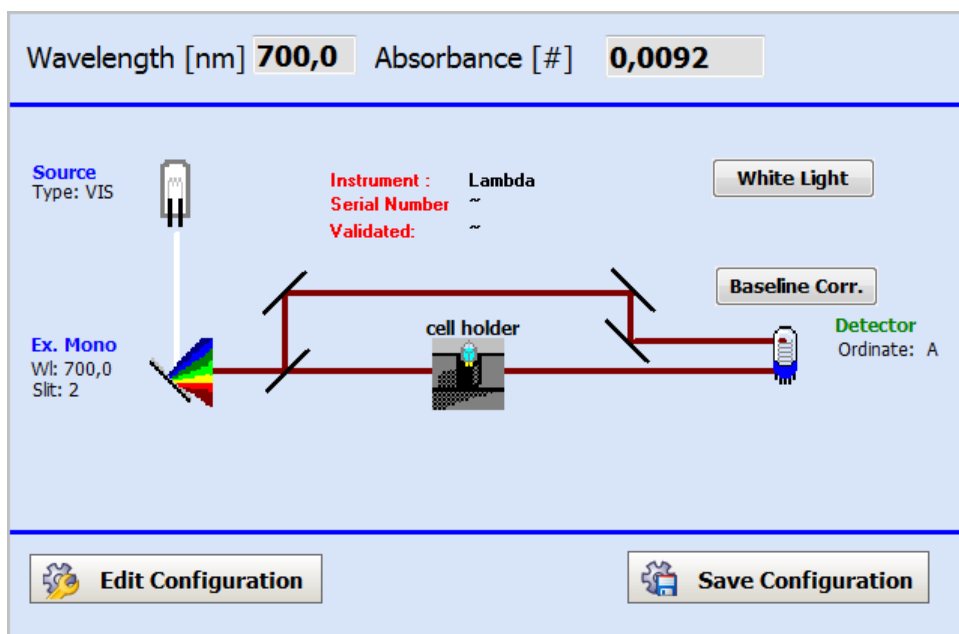 Wavelength [nm] 700,0 Absorbance [#] 0,0092
Source
Type: VIS
Instrument : Lambda
Serial Number ~
Validated: ~
White Light
Baseline Corr.
cell holder
Ex. Mono
Wl: 700,0
Slit: 2
Detector
Ordinate: A
Edit Configuration
Save Configuration